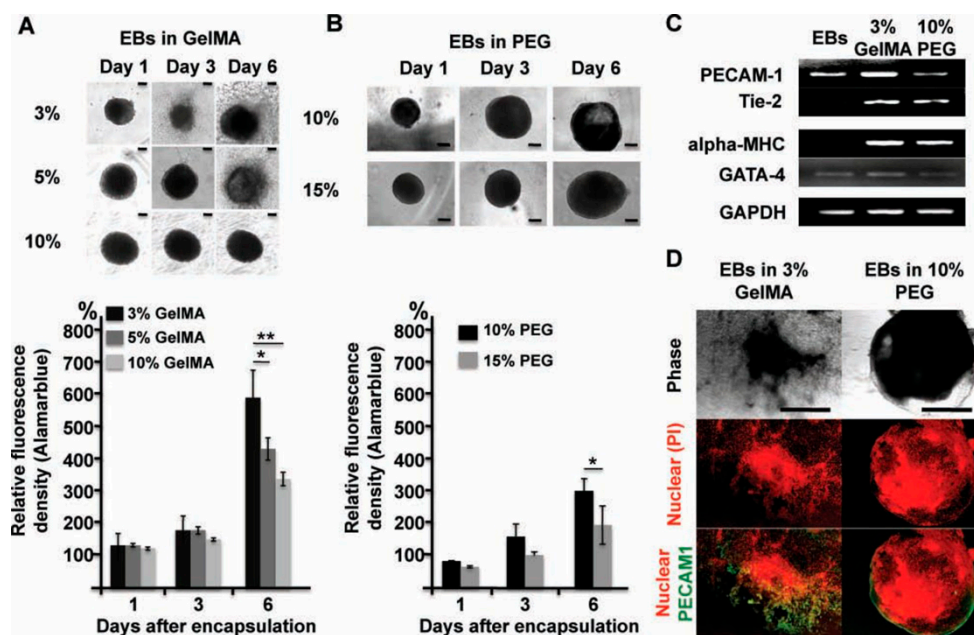 A
EBs in GelMA
Day 1 Day 3 Day 6
3%
5%
10%
%
800
700
600
500
400
300
200
100
3% GelMA
5% GelMA
10% GelMA
**
*
Relative fluorescence
density (Alamarblue)
1 3 6
Days after encapsulation
B
EBs in PEG
Day 1 Day 3 Day 6
10%
15%
%
800
700
600
500
400
300
200
100
10% PEG
15% PEG
*
Relative fluorescence
density (Alamarblue)
1 3 6
Days after encapsulation
C
3% 10%
EBs GelMA PEG
PECAM-1
Tie-2
alpha-MHC
GATA-4
GAPDH
D
EBs in 3% EBs in 10%
GelMA PEG
Phase
Nuclear (PI)
Nuclear
PECAM1